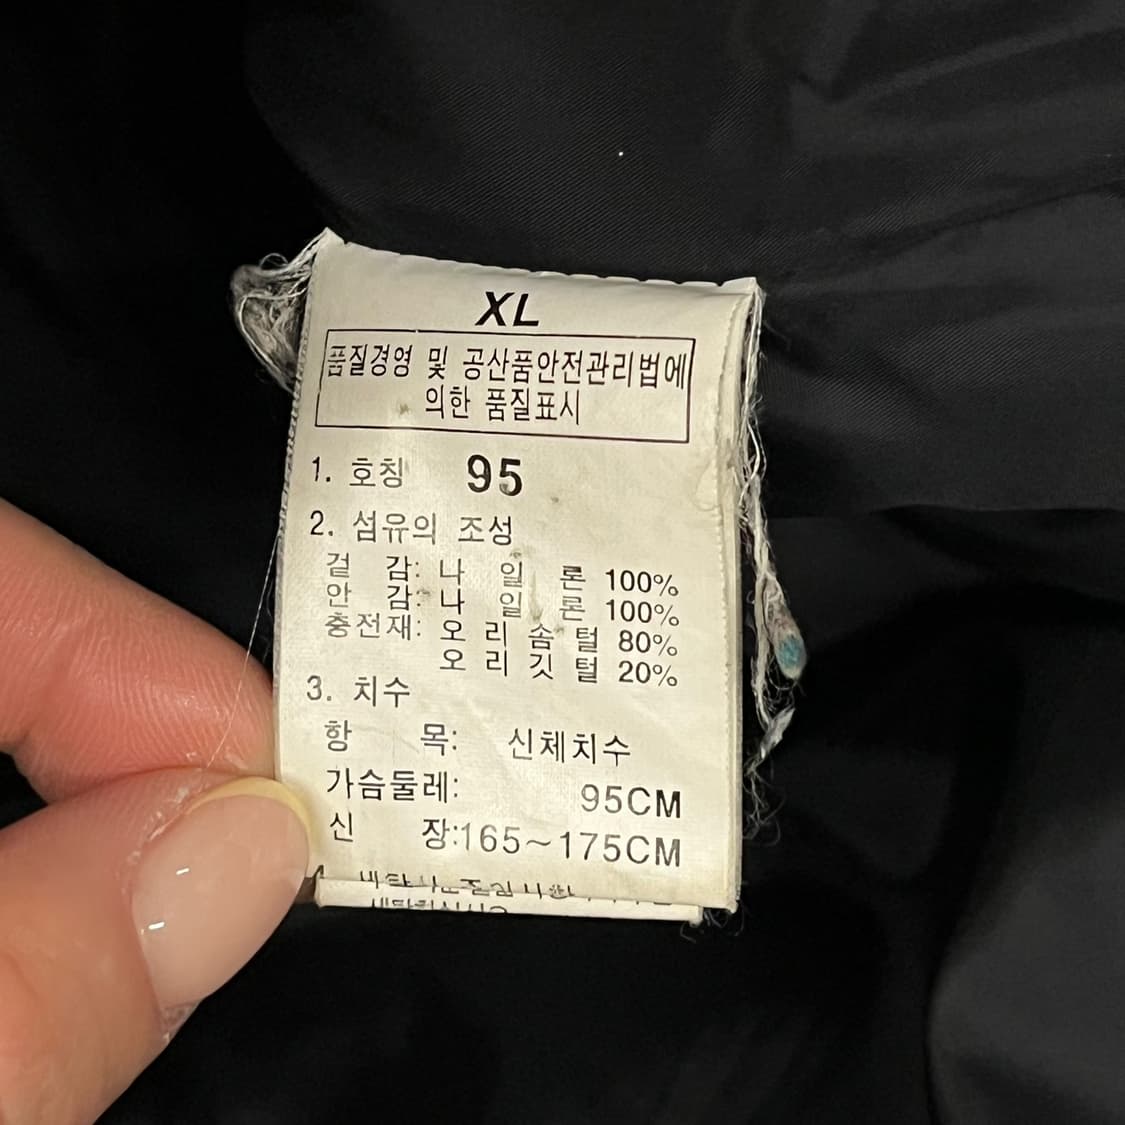 XL
품질경영 및 공산품안전관리법에
의한 품질표시
1. 호칭 95
2. 섬유의 조성
겉 감: 나 일 론 100%
안 감: 나 일 론 100%
충전재: 오 리 솜 털 80%
오 리 깃 털 20%
3. 치수
항 목: 신체치수
가슴둘레: 95CM
신 장:165~175CM